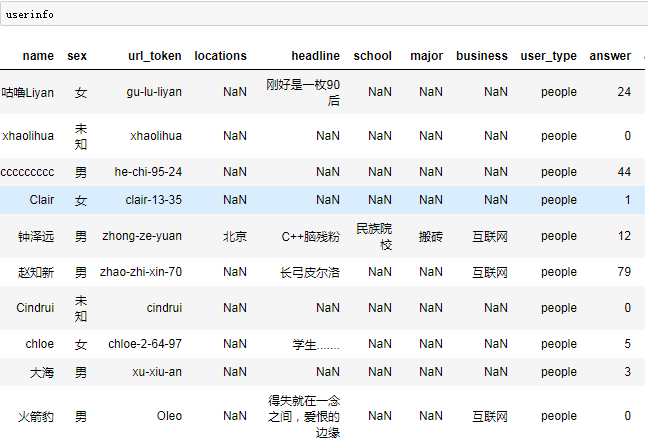 userinfo
name sex url_token locations headline school major business user_type answer
咕噜Liyan 女 gu-lu-liyan NaN 刚好是一枚90后 NaN NaN NaN people 24
xhaolihua 未知 xhaolihua NaN NaN NaN NaN NaN people 0
ccccccccc 男 he-chi-95-24 NaN NaN NaN NaN NaN people 44
Clair 女 clair-13-35 NaN NaN NaN NaN NaN people 1
钟泽远 男 zhong-ze-yuan 北京 C++脑残粉 民族院校 搬砖 互联网 people 12
赵知新 男 zhao-zhi-xin-70 NaN 长弓皮尔洛 NaN NaN 互联网 people 79
Cindrui 未知 cindrui NaN NaN NaN NaN NaN people 0
chloe 女 chloe-2-64-97 NaN 学生....... NaN NaN NaN people 5
大海 男 xu-xiu-an NaN NaN NaN NaN NaN people 3
火箭豹 男 Oleo NaN 得失就在一念之间，爱恨的边缘 NaN NaN 互联网 people 0